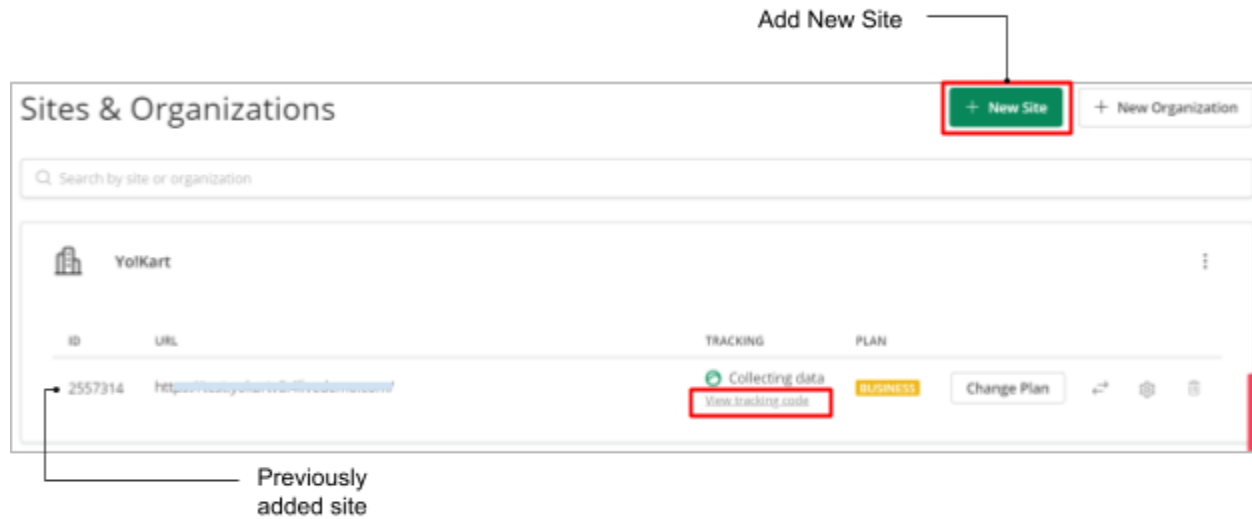 Add New Site
Sites & Organizations
+ New Site
+ New Organization
Search by site or organization
Yo!Kart
ID URL TRACKING PLAN
2557314 Collecting data BUSINESS Change Plan
View tracking code
Previously
added site